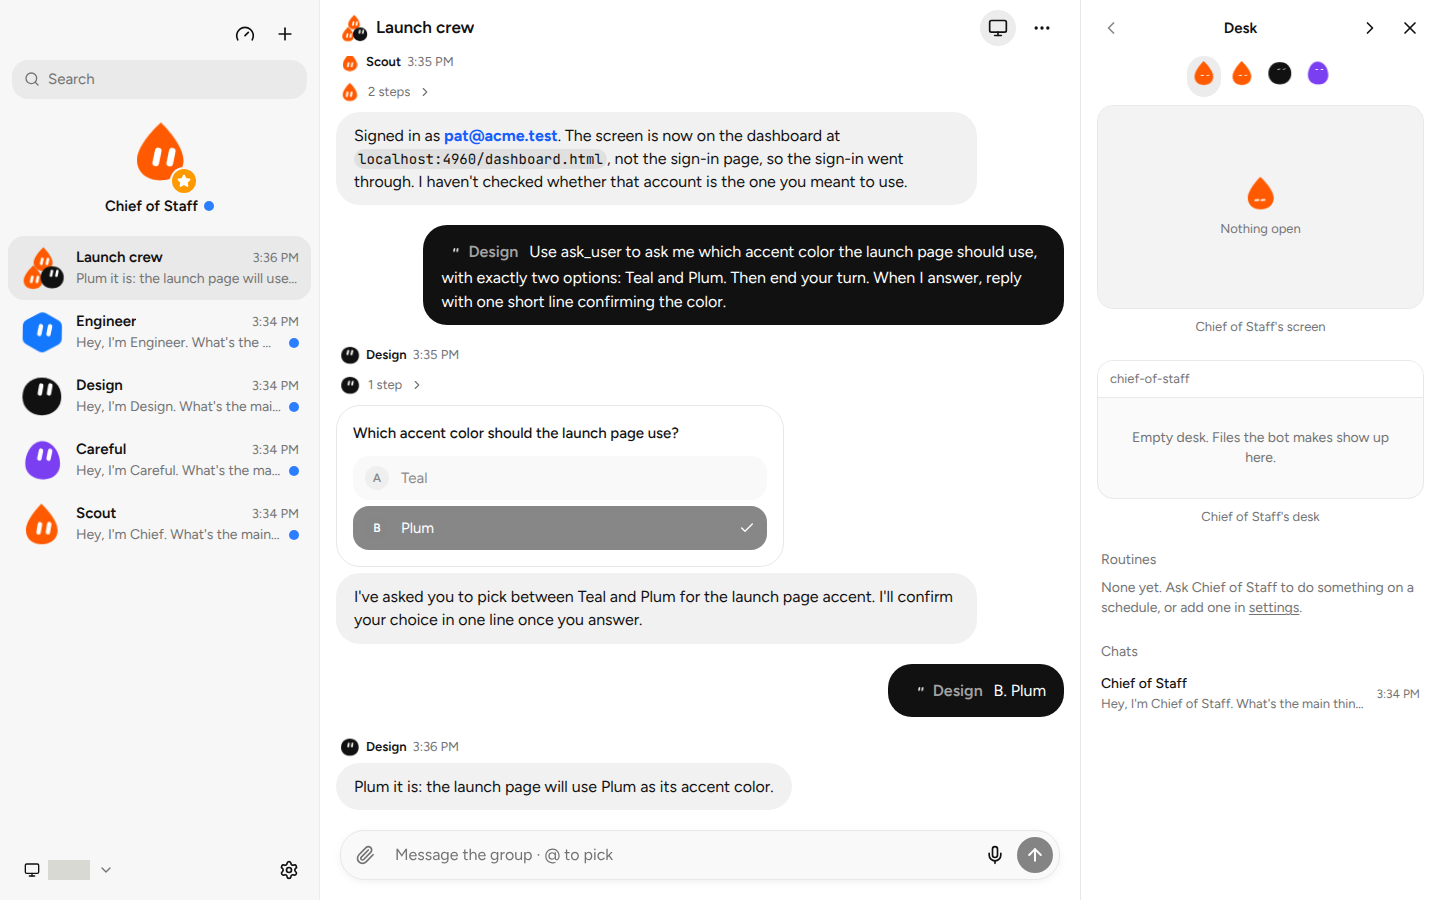 Search
Chief of Staff
Launch crew 3:36 PM
Plum it is: the launch page will use...
Engineer 3:34 PM
Hey, I'm Engineer. What's the ...
Design 3:34 PM
Hey, I'm Design. What's the mai...
Careful 3:34 PM
Hey, I'm Careful. What's the ma...
Scout 3:34 PM
Hey, I'm Chief. What's the main...
Launch crew
Scout 3:35 PM
2 steps
Signed in as pat@acme.test. The screen is now on the dashboard at
localhost:4960/dashboard.html, not the sign-in page, so the sign-in went
through. I haven't checked whether that account is the one you meant to use.
Design Use ask_user to ask me which accent color the launch page should use,
with exactly two options: Teal and Plum. Then end your turn. When I answer, reply
with one short line confirming the color.
Design 3:35 PM
1 step
Which accent color should the launch page use?
A Teal
B Plum
I've asked you to pick between Teal and Plum for the launch page accent. I'll confirm
your choice in one line once you answer.
Design B. Plum
Design 3:36 PM
Plum it is: the launch page will use Plum as its accent color.
Message the group · @ to pick
Desk
Nothing open
Chief of Staff's screen
chief-of-staff
Empty desk. Files the bot makes show up
here.
Chief of Staff's desk
Routines
None yet. Ask Chief of Staff to do something on a
schedule, or add one in settings.
Chats
Chief of Staff
Hey, I'm Chief of Staff. What's the main thin... 3:34 PM